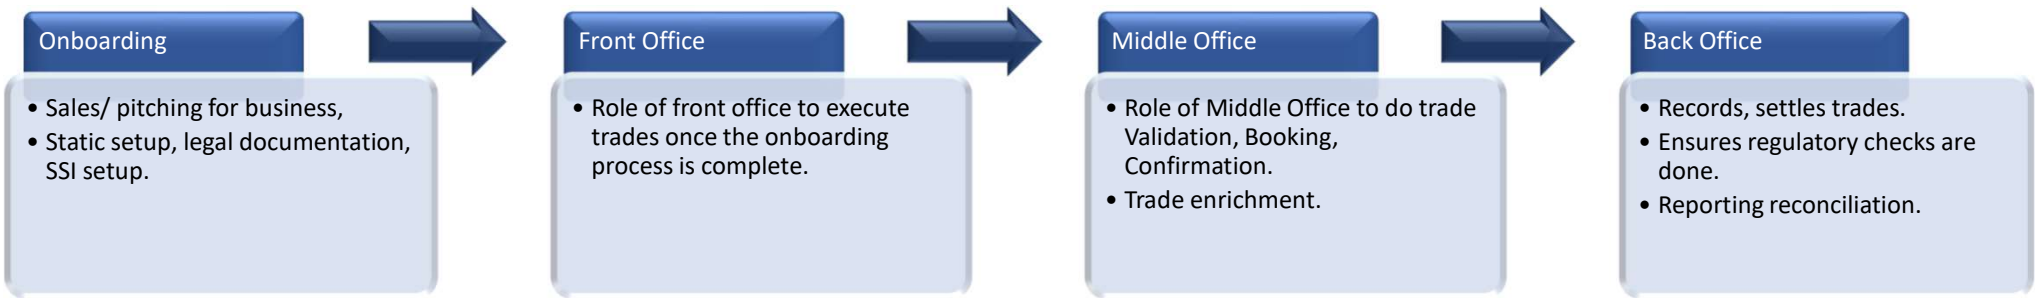 Onboarding
• Sales/ pitching for business,
• Static setup, legal documentation,
SSI setup.
Front Office
• Role of front office to execute
trades once the onboarding
process is complete.
Middle Office
• Role of Middle Office to do trade
Validation, Booking,
Confirmation.
• Trade enrichment.
Back Office
• Records, settles trades.
• Ensures regulatory checks are
done.
• Reporting reconciliation.